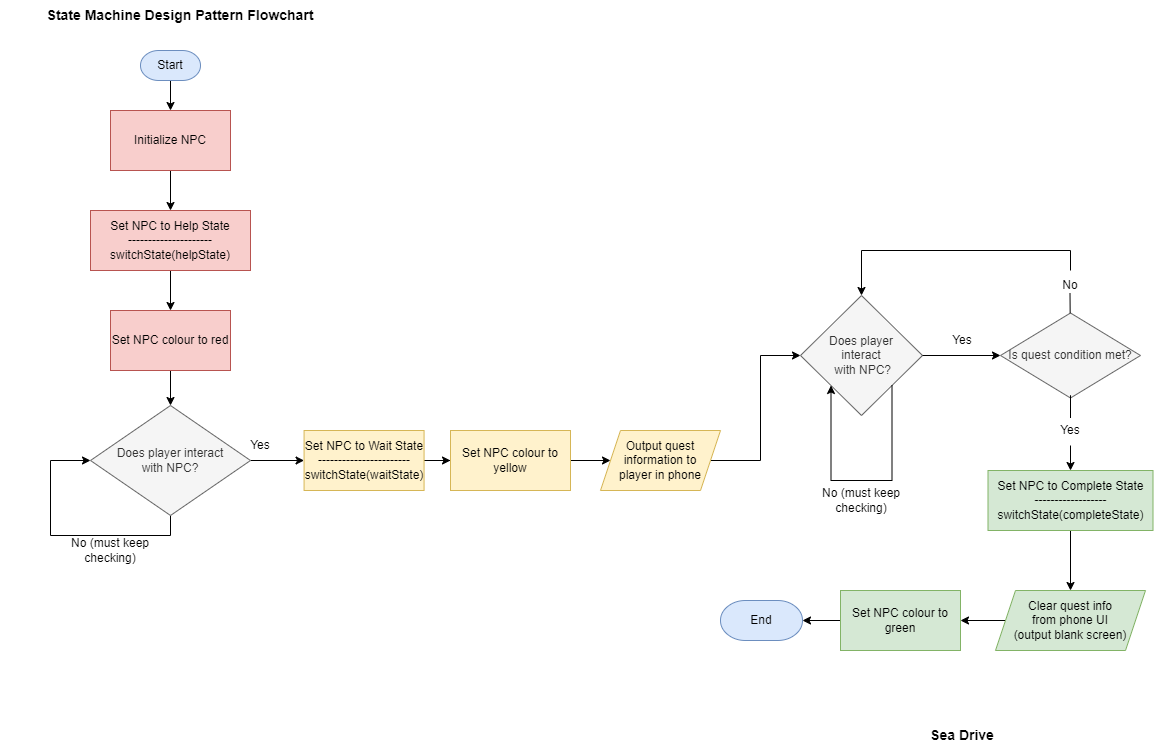 State Machine Design Pattern Flowchart
Start
Initialize NPC
Set NPC to Help State
---------------------
switchState(helpState)
Set NPC colour to red
Does player interact
with NPC?
Yes
No (must keep
checking)
Set NPC to Wait State
-----------------------
switchState(waitState)
Set NPC colour to
yellow
Output quest
information to
player in phone
Does player
interact
with NPC?
No (must keep
checking)
Yes
Is quest condition met?
No
Yes
Set NPC to Complete State
------------------
switchState(completeState)
Clear quest info
from phone UI
(output blank screen)
Set NPC colour to
green
End
Sea Drive